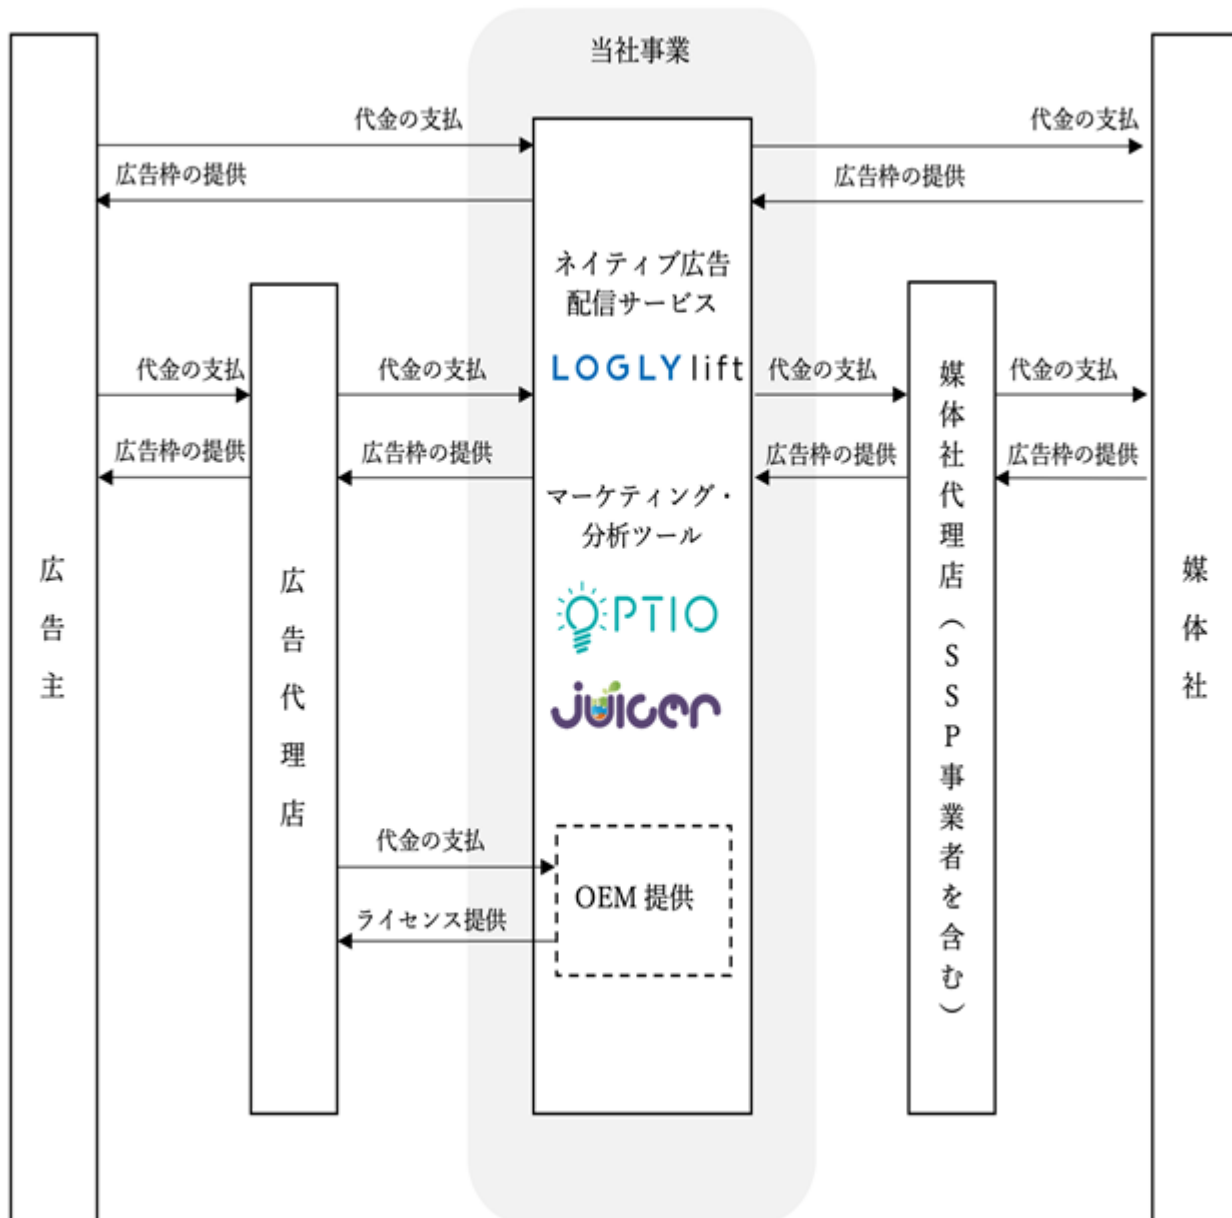 当社事業
代金の支払
代金の支払
広告枠の提供
広告枠の提供
ネイティブ広告
配信サービス
LOGLY lift
代金の支払
代金の支払
代金の支払
代金の支払
広告枠の提供
広告枠の提供
広告枠の提供
広告枠の提供
マーケティング・
分析ツール
OPTIO
juicer
広告主
広告代理店
媒体社代理店（SSP事業者を含む）
媒体社
代金の支払
OEM 提供
ライセンス提供